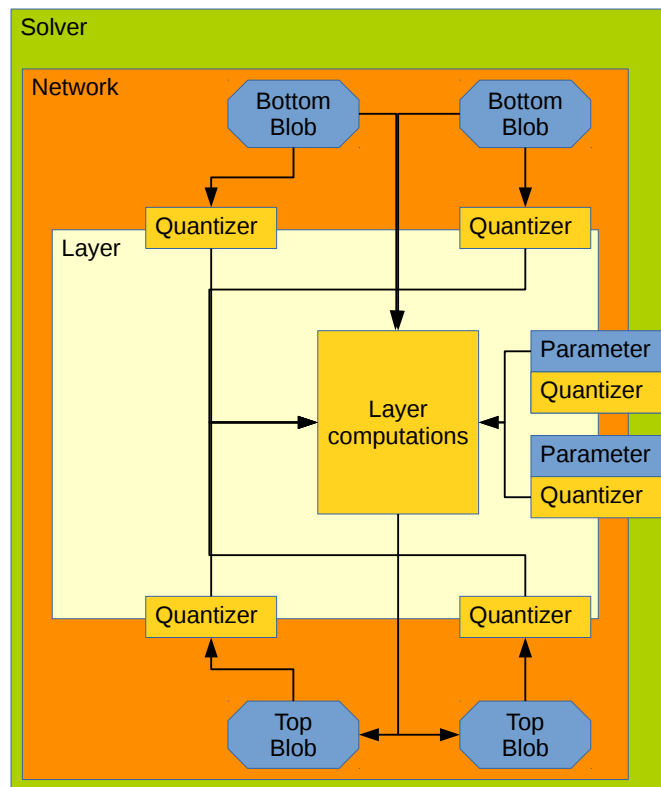 Solver
Network
Bottom
Blob
Bottom
Blob
Quantizer
Quantizer
Layer
Parameter
Quantizer
Layer
computations
Parameter
Quantizer
Quantizer
Quantizer
Top
Blob
Top
Blob